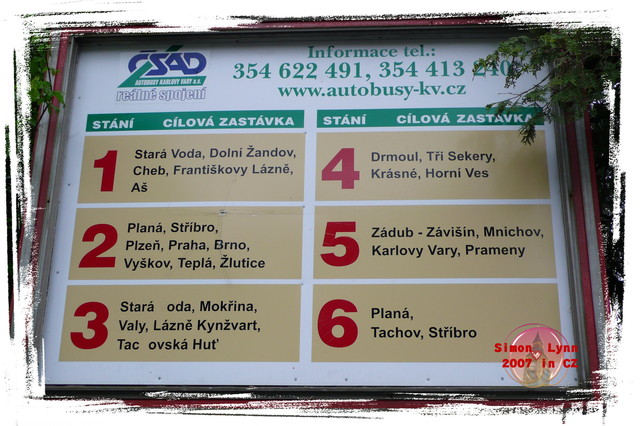 ČSAD
AUTOBUSY KARLOVY VARY a.s.
reálné spojení
Informace tel.:
354 622 491, 354 413 240
www.autobusy-kv.cz
STÁNÍ CÍLOVÁ ZASTÁVKA
1
Stará Voda, Dolní Žandov,
Cheb, Františkovy Lázně,
Aš
2
Planá, Stříbro,
Plzeň, Praha, Brno,
Vyškov, Teplá, Žlutice
3
Stará oda, Mokřina,
Valy, Lázně Kynžvart,
Tac ovská Huť
STÁNÍ CÍLOVÁ ZASTÁVKA
4
Drmoul, Tři Sekery,
Krásné, Horní Ves
5
Zádub - Závišín, Mnichov,
Karlovy Vary, Prameny
6
Planá,
Tachov, Stříbro
Simon Lynn
2007 in CZ